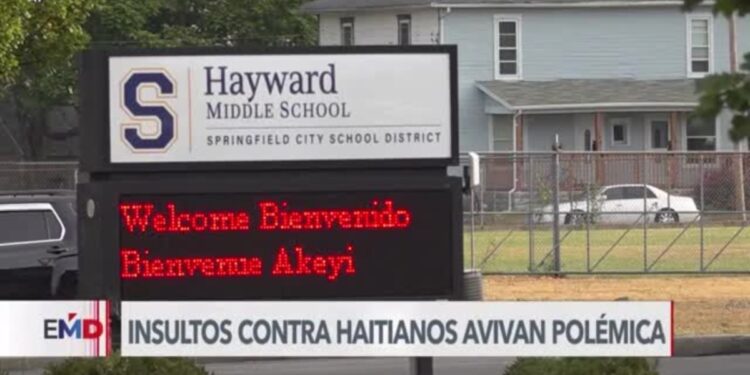 S
Hayward
MIDDLE SCHOOL
SPRINGFIELD CITY SCHOOL DISTRICT
Welcome Bienvenido
Bienvenue Akeyi
EMD INSULTOS CONTRA HAITIANOS AVIVAN POLÉMICA